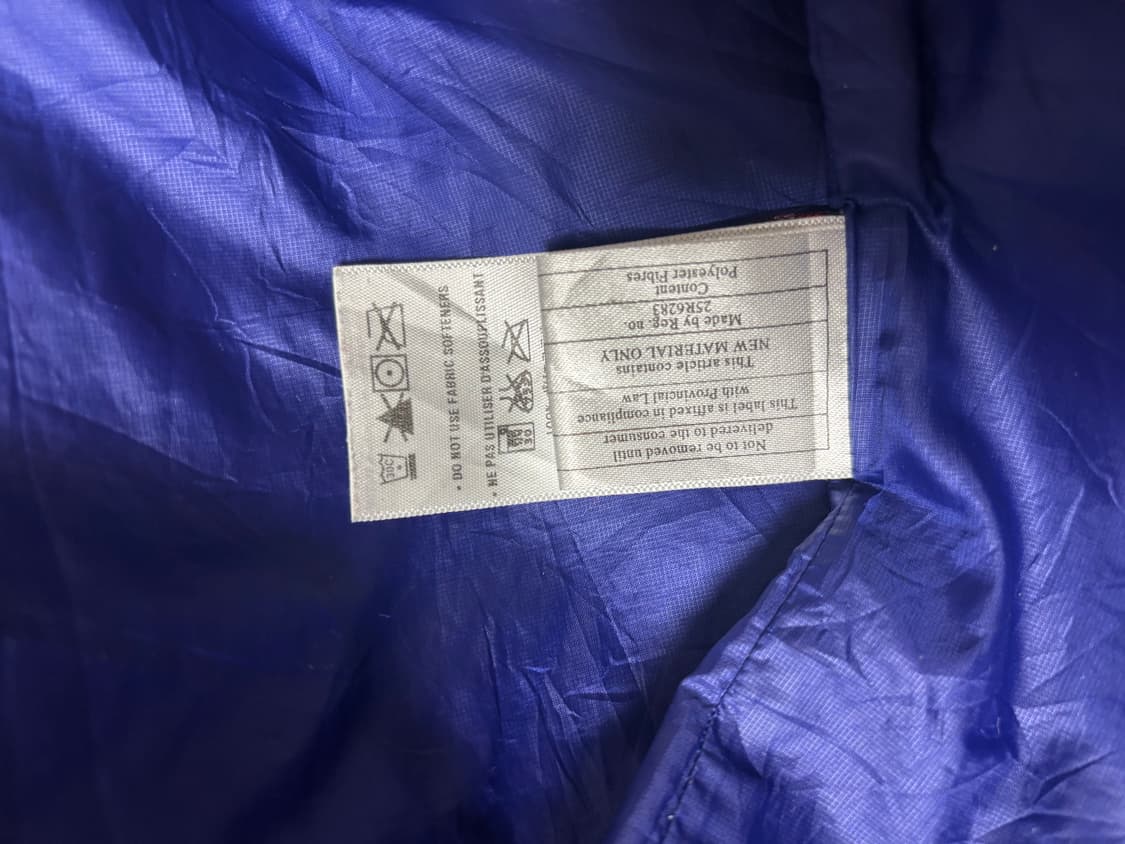 Not to be removed until
delivered to the consumer
This label is affixed in compliance
with Provincial Law
This article contains
NEW MATERIAL ONLY
Made by Reg. no.
25R6283
Content
Polyester Fibres
30C
• DO NOT USE FABRIC SOFTENERS
• NE PAS UTILISER D'ASSOUPLISSANT
30